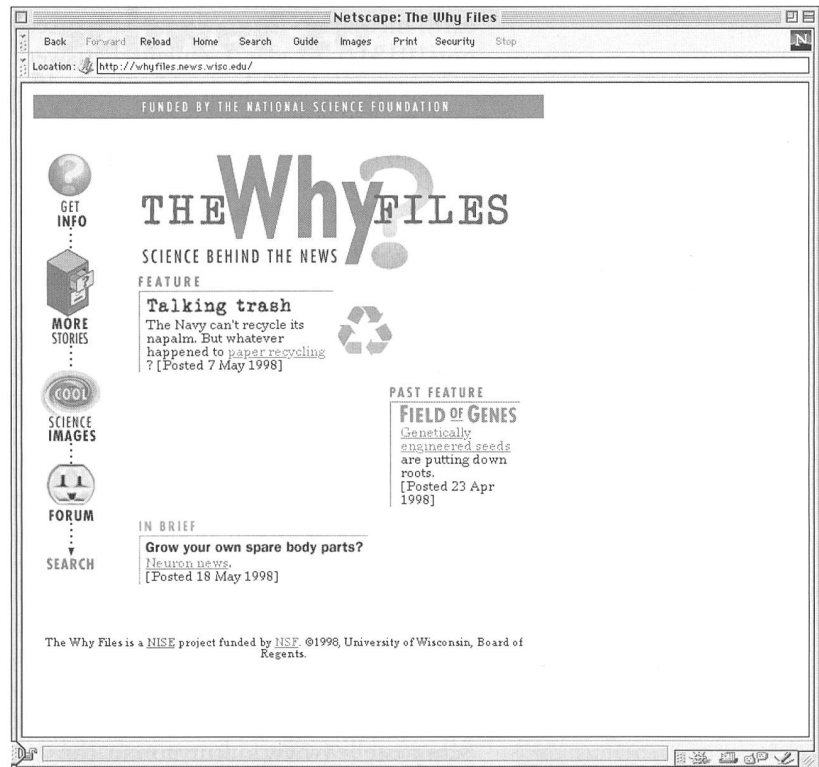 Netscape: The Why Files
Back Forward Reload Home Search Guide Images Print Security Stop
N
Location: http://whyfiles.news.wisc.edu/
FUNDED BY THE NATIONAL SCIENCE FOUNDATION
?
GET
INFO
?
MORE
STORIES
COOL
SCIENCE
IMAGES
FORUM
SEARCH
THE Why? FILES
SCIENCE BEHIND THE NEWS
FEATURE
Talking trash
The Navy can't recycle its
napalm. But whatever
happened to paper recycling
? [Posted 7 May 1998]
PAST FEATURE
FIELD OF GENES
Genetically
engineered seeds
are putting down
roots.
[Posted 23 Apr
1998]
IN BRIEF
Grow your own spare body parts?
Neuron news.
[Posted 18 May 1998]
The Why Files is a NISE project funded by NSF. ©1998, University of Wisconsin, Board of
Regents.